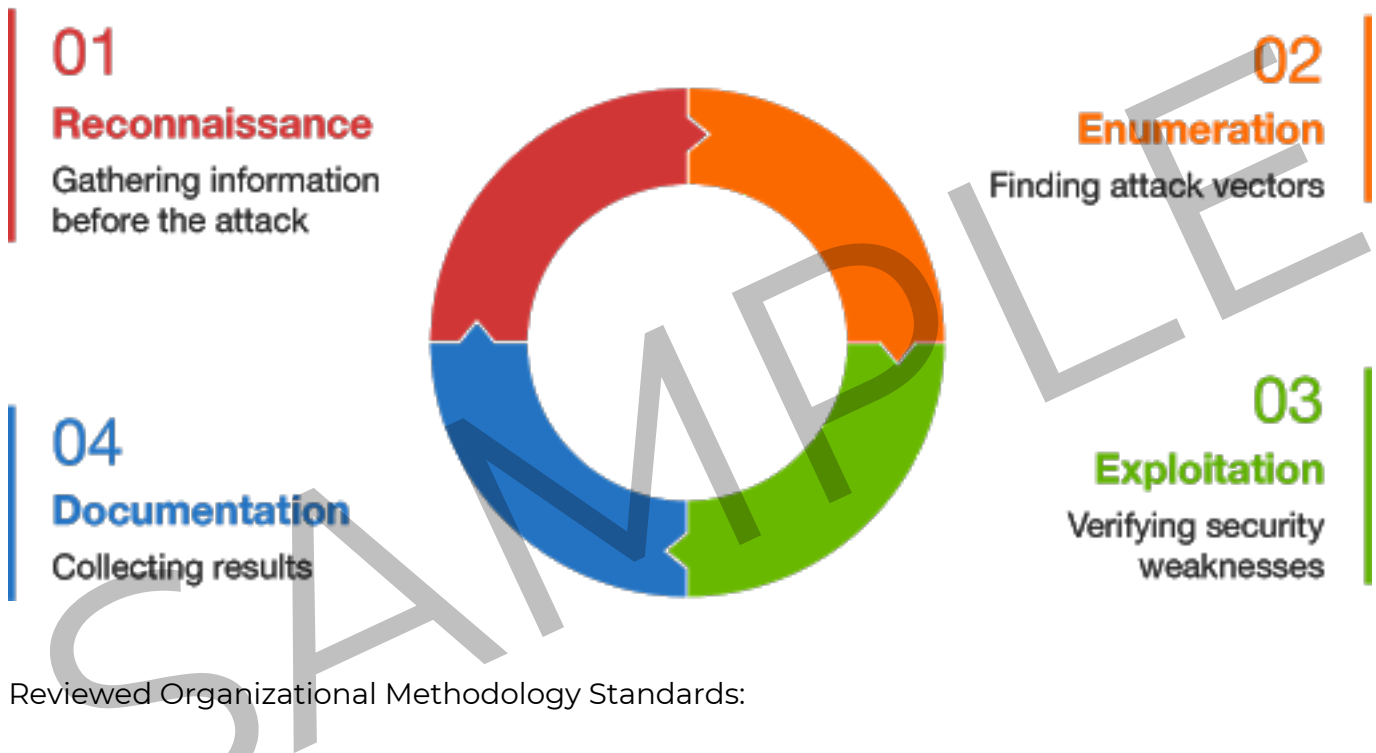 01
Reconnaissance
Gathering information
before the attack
02
Enumeration
Finding attack vectors
03
Exploitation
Verifying security
weaknesses
04
Documentation
Collecting results
SAMPLE
Reviewed Organizational Methodology Standards: